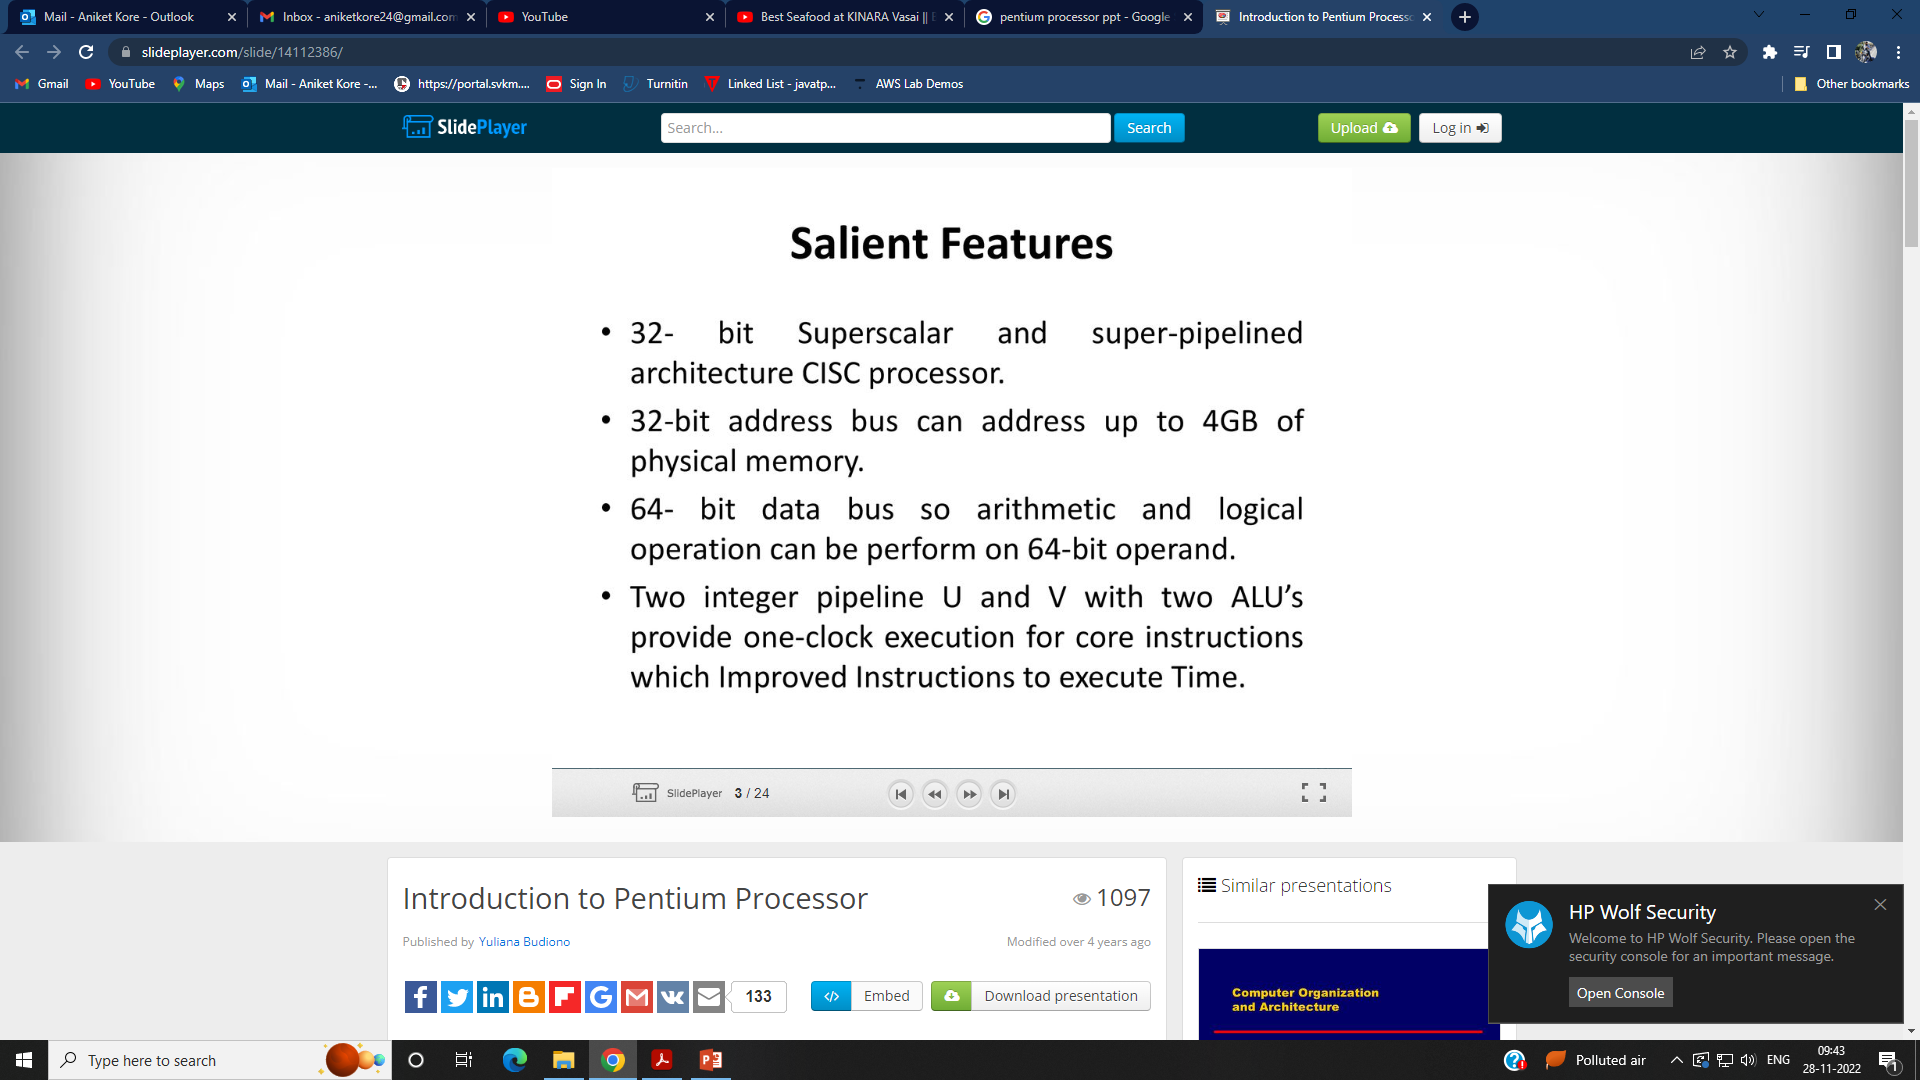 Mail - Aniket Kore - Outlook
Inbox - aniketkore24@gmail.com
YouTube
Best Seafood at KINARA Vasai ||
pentium processor ppt - Google
Introduction to Pentium Processo
slideplayer.com/slide/14112386/
Gmail
YouTube
Maps
Mail - Aniket Kore -...
https://portal.svkm....
Sign In
Turnitin
Linked List - javatp...
AWS Lab Demos
Other bookmarks
SlidePlayer
Search...
Search
Upload
Log in
Salient Features
• 32- bit Superscalar and super-pipelined
architecture CISC processor.
• 32-bit address bus can address up to 4GB of
physical memory.
• 64- bit data bus so arithmetic and logical
operation can be perform on 64-bit operand.
• Two integer pipeline U and V with two ALU’s
provide one-clock execution for core instructions
which Improved Instructions to execute Time.
SlidePlayer 3 / 24
Introduction to Pentium Processor
1097
Published by Yuliana Budiono
Modified over 4 years ago
133
Embed
Download presentation
Similar presentations
Computer Organization
and Architecture
HP Wolf Security
Welcome to HP Wolf Security. Please open the
security console for an important message.
Open Console
Type here to search
Polluted air
ENG
09:43
28-11-2022
1